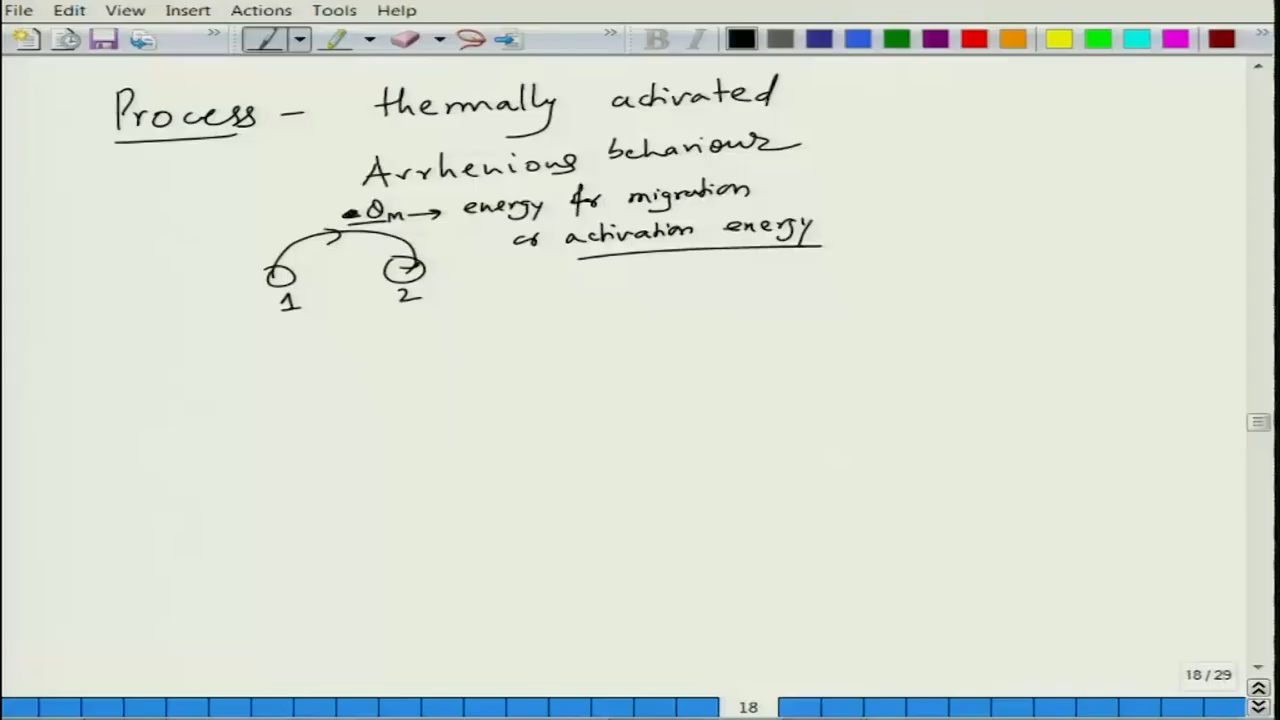 File Edit View Insert Actions Tools Help
Process – thermally activated
Arrhenious behaviour
Qm → energy for migration
or activation energy
1 2
18 / 29
18